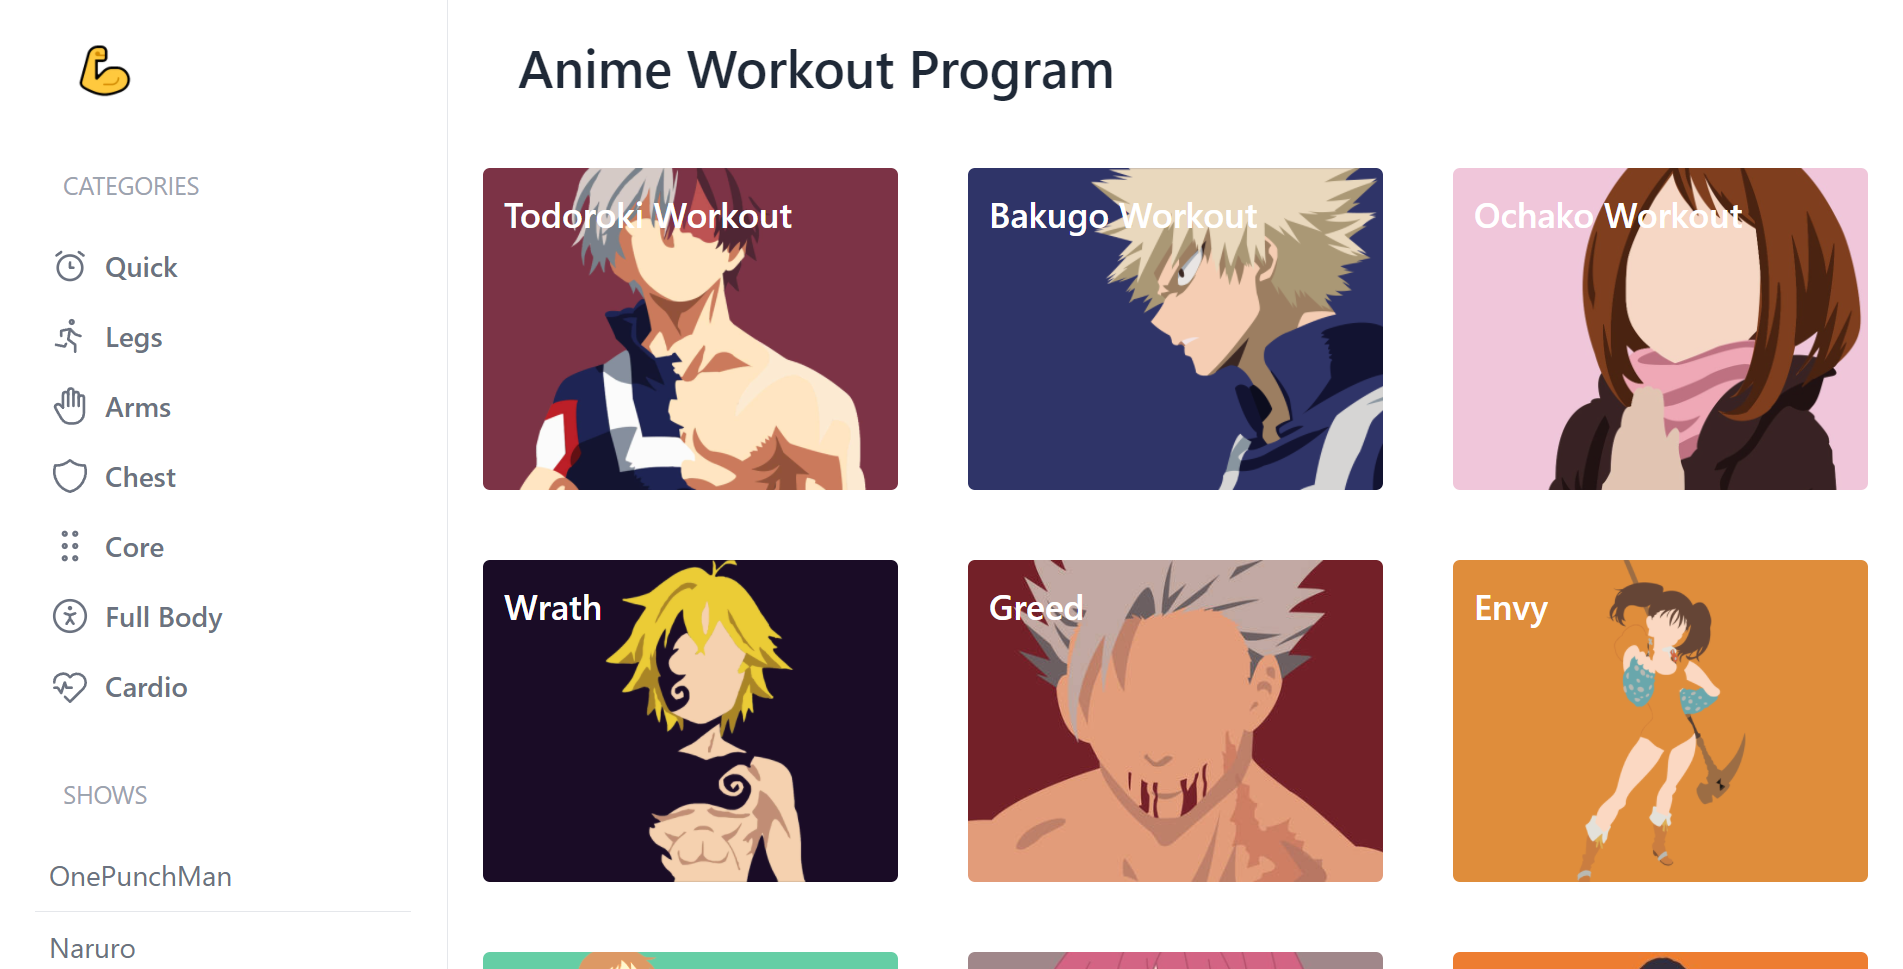 Anime Workout Program
CATEGORIES
Quick
Legs
Arms
Chest
Core
Full Body
Cardio
SHOWS
OnePunchMan
Naruro
Todoroki Workout
Bakugo Workout
Ochako Workout
Wrath
Greed
Envy